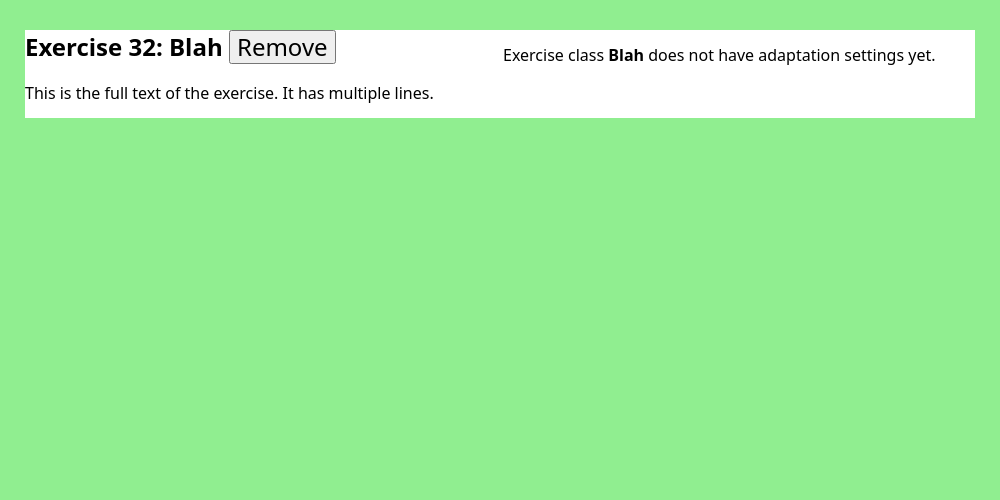 Exercise 32: Blah Remove
This is the full text of the exercise. It has multiple lines.
Exercise class Blah does not have adaptation settings yet.